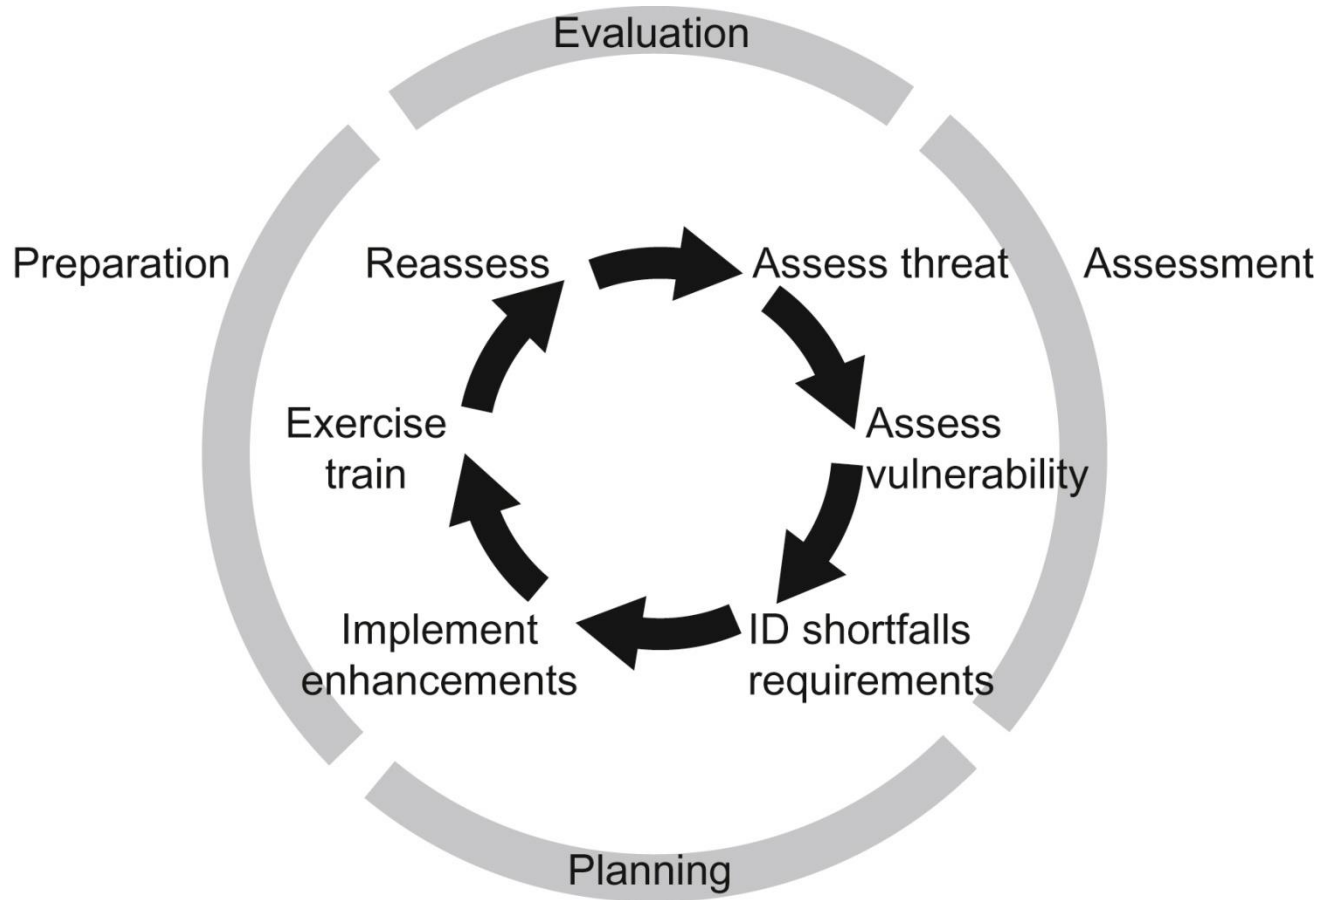 Evaluation
Preparation
Reassess
Assess threat
Assessment
Exercise
train
Assess
vulnerability
Implement
enhancements
ID shortfalls
requirements
Planning